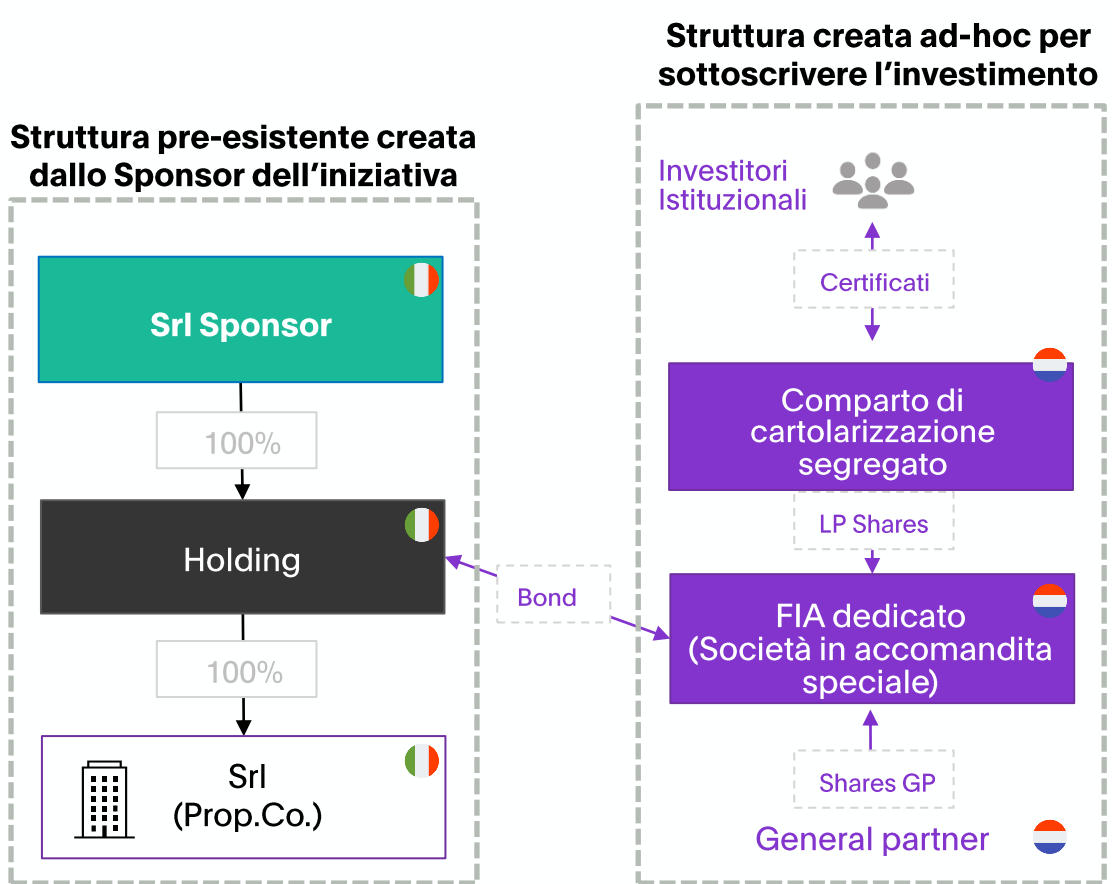 Struttura pre-esistente creata
dallo Sponsor dell’iniziativa
Srl Sponsor
100%
Holding
100%
Srl
(Prop.Co.)
Bond
Struttura creata ad-hoc per
sottoscrivere l’investimento
Investitori
Istituzionali
Certificati
Comparto di
cartolarizzazione
segregato
LP Shares
FIA dedicato
(Società in accomandita
speciale)
Shares GP
General partner